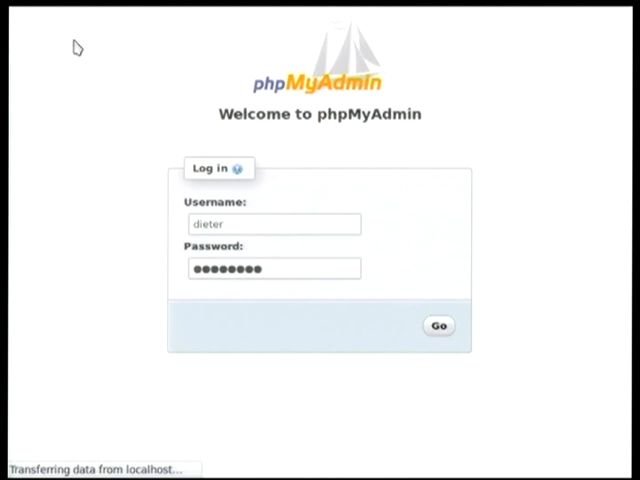 phpMyAdmin
Welcome to phpMyAdmin
Log in
Username:
dieter
Password:
Go
Transferring data from localhost...